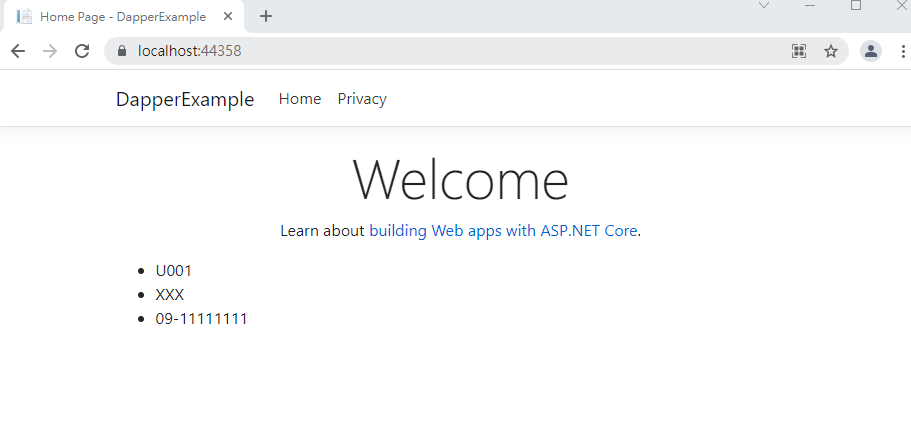 Home Page - DapperExample
localhost:44358
DapperExample Home Privacy
Welcome
Learn about building Web apps with ASP.NET Core.
U001
XXX
09-11111111